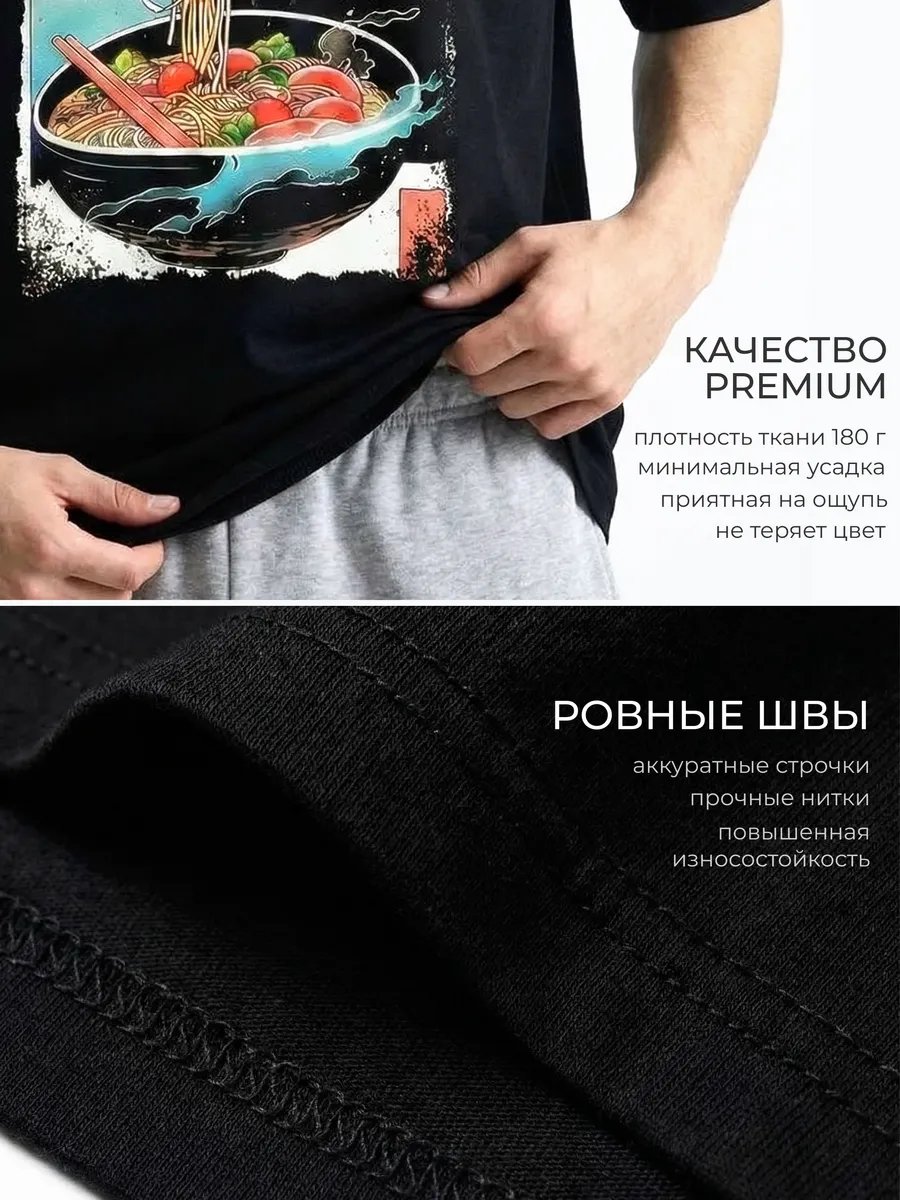 КАЧЕСТВО
PREMIUM
плотность ткани 180 г
минимальная усадка
приятная на ощупь
не теряет цвет
РОВНЫЕ ШВЫ
аккуратные строчки
прочные нитки
повышенная
износостойкость